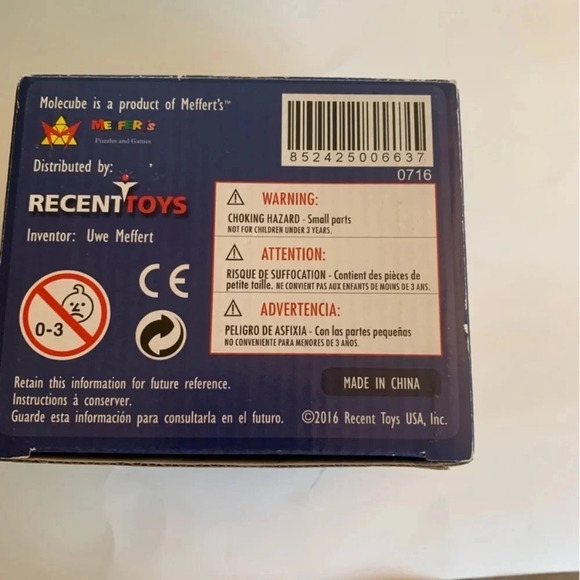 Molecube is a product of Meffert's™
MEFFERT'S
Puzzles and Games
Distributed by:
RECENTTOYS
Inventor: Uwe Meffert
852425006637
0716
WARNING:
CHOKING HAZARD - Small parts
NOT FOR CHILDREN UNDER 3 YEARS.
ATTENTION:
RISQUE DE SUFFOCATION - Contient des pièces de
petite taille. NE CONVIENT PAS AUX ENFANTS DE MOINS DE 3 ANS.
ADVERTENCIA:
PELIGRO DE ASFIXIA - Con las partes pequeñas
NO CONVENIENTE PARA MENORES DE 3 AÑOS.
CE
0-3
Retain this information for future reference.
Instructions à conserver.
Guarde esta información para consultarla en el futuro.
MADE IN CHINA
©2016 Recent Toys USA, Inc.